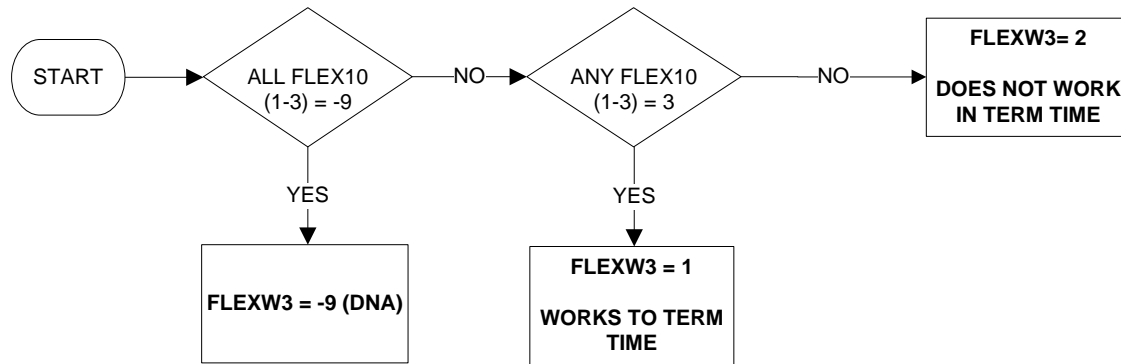 START
ALL FLEX10
(1-3) = -9
NO
ANY FLEX10
(1-3) = 3
NO
FLEXW3= 2
DOES NOT WORK
IN TERM TIME
YES
YES
FLEXW3 = -9 (DNA)
FLEXW3 = 1
WORKS TO TERM
TIME